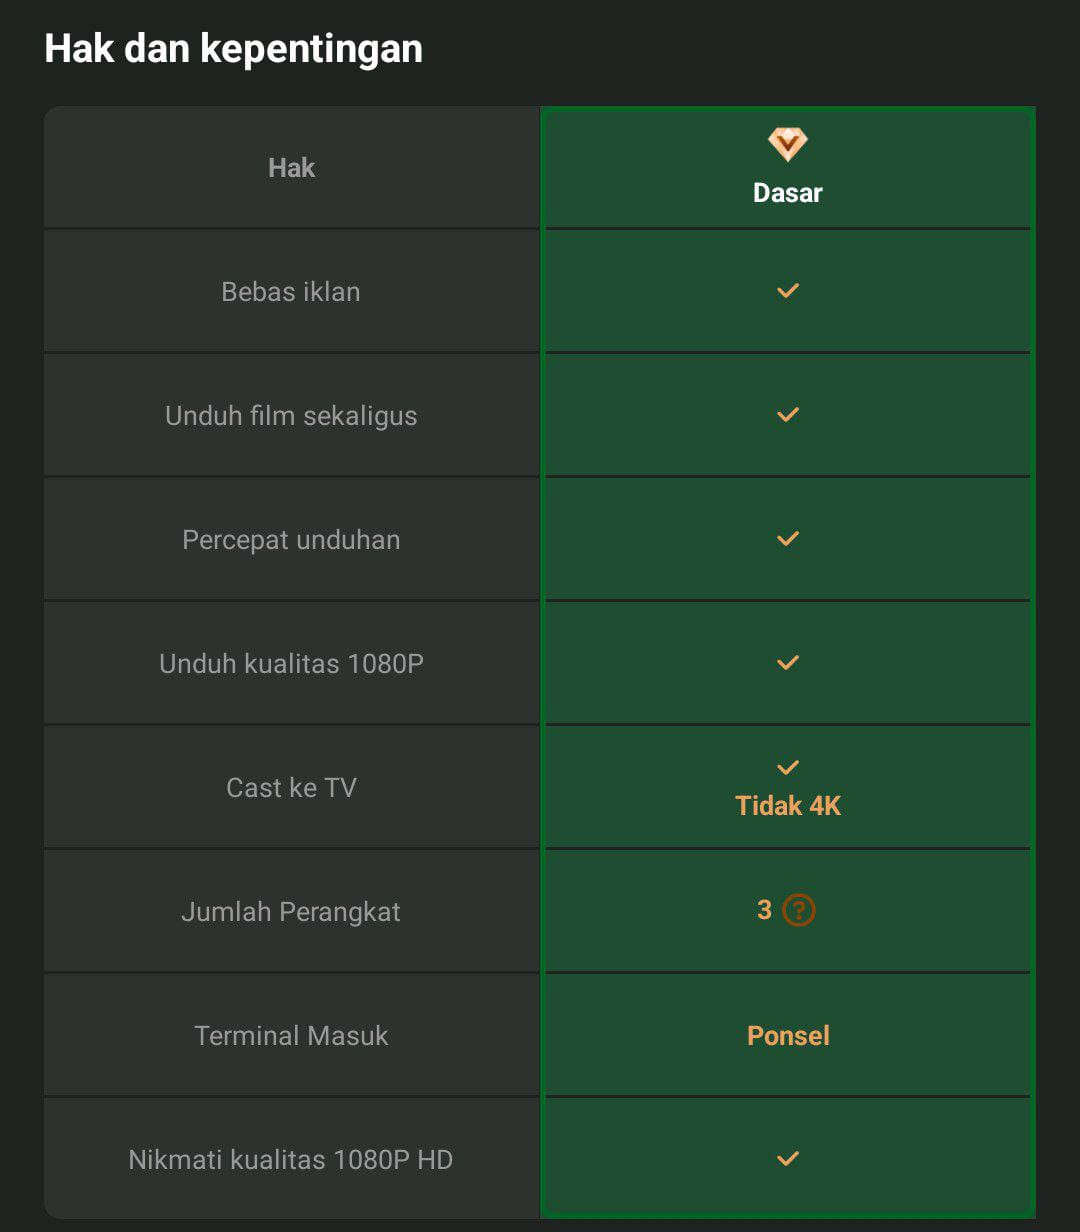 Hak dan kepentingan
Hak
Dasar
Bebas iklan
Unduh film sekaligus
Percepat unduhan
Unduh kualitas 1080P
Cast ke TV
Tidak 4K
Jumlah Perangkat
3 ?
Terminal Masuk
Ponsel
Nikmati kualitas 1080P HD